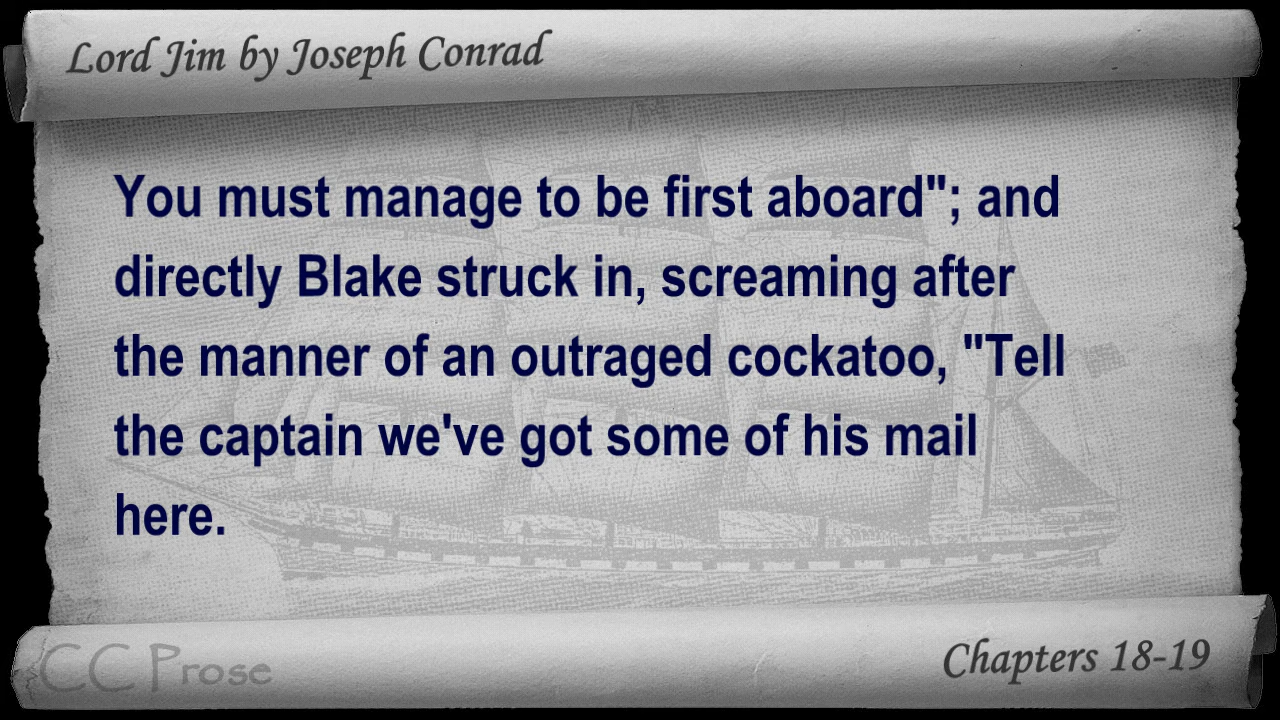 Lord Jim by Joseph Conrad
You must manage to be first aboard"; and
directly Blake struck in, screaming after
the manner of an outraged cockatoo, "Tell
the captain we've got some of his mail
here.
CC Prose
Chapters 18-19